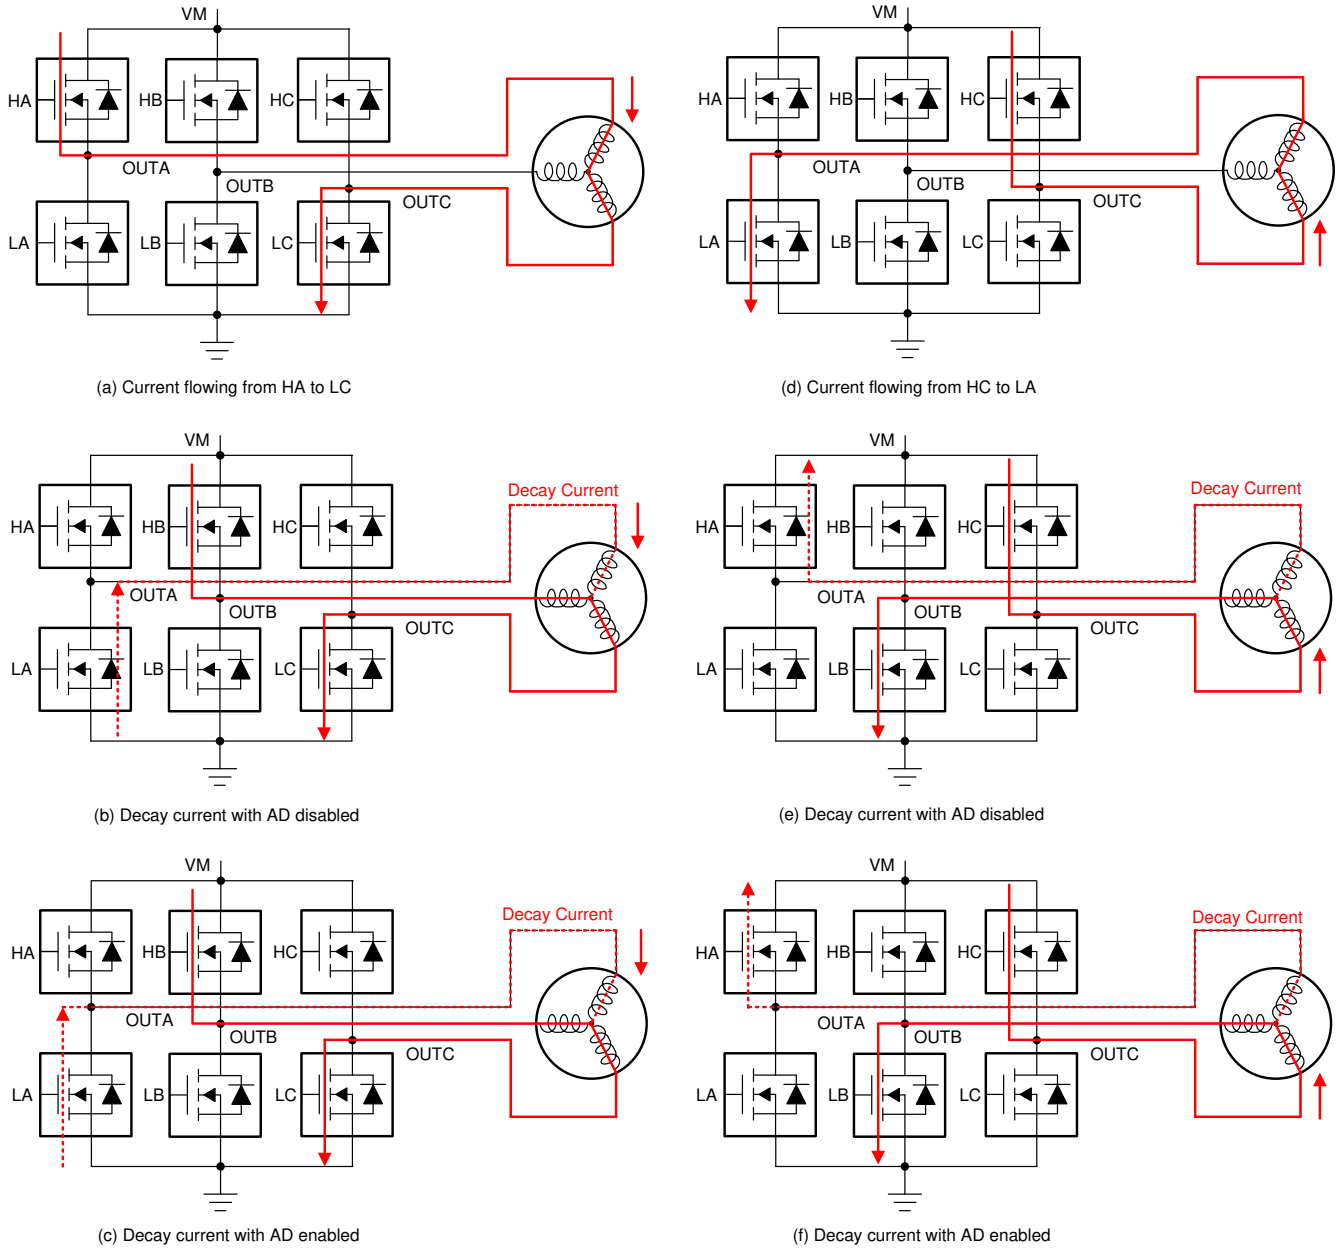 VM
HA
HB
HC
OUTA
OUTB
OUTC
LA
LB
LC
(a) Current flowing from HA to LC
VM
HA
HB
HC
OUTA
OUTB
OUTC
LA
LB
LC
(d) Current flowing from HC to LA
VM
Decay Current
HA
HB
HC
OUTA
OUTB
OUTC
LA
LB
LC
(b) Decay current with AD disabled
VM
Decay Current
HA
HB
HC
OUTA
OUTB
OUTC
LA
LB
LC
(e) Decay current with AD disabled
VM
Decay Current
HA
HB
HC
OUTA
OUTB
OUTC
LA
LB
LC
(c) Decay current with AD enabled
VM
Decay Current
HA
HB
HC
OUTA
OUTB
OUTC
LA
LB
LC
(f) Decay current with AD enabled